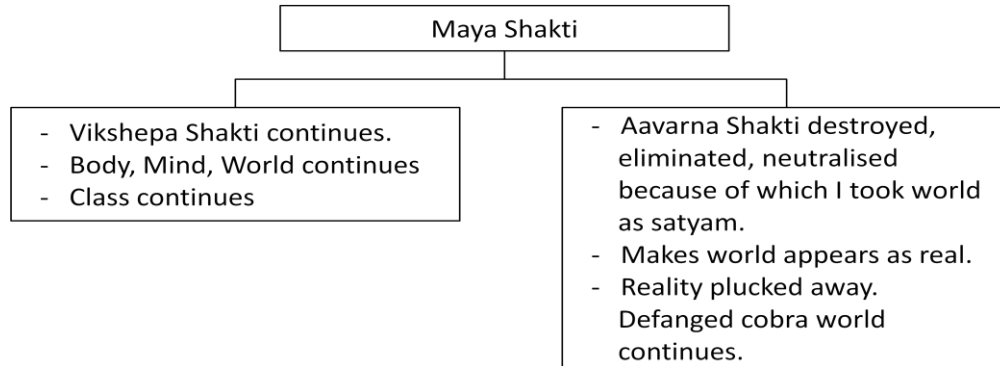 Maya Shakti
- Vikshepa Shakti continues.
- Body, Mind, World continues
- Class continues
- Aavarna Shakti destroyed,
eliminated, neutralised
because of which I took world
as satyam.
- Makes world appears as real.
- Reality plucked away.
Defanged cobra world
continues.